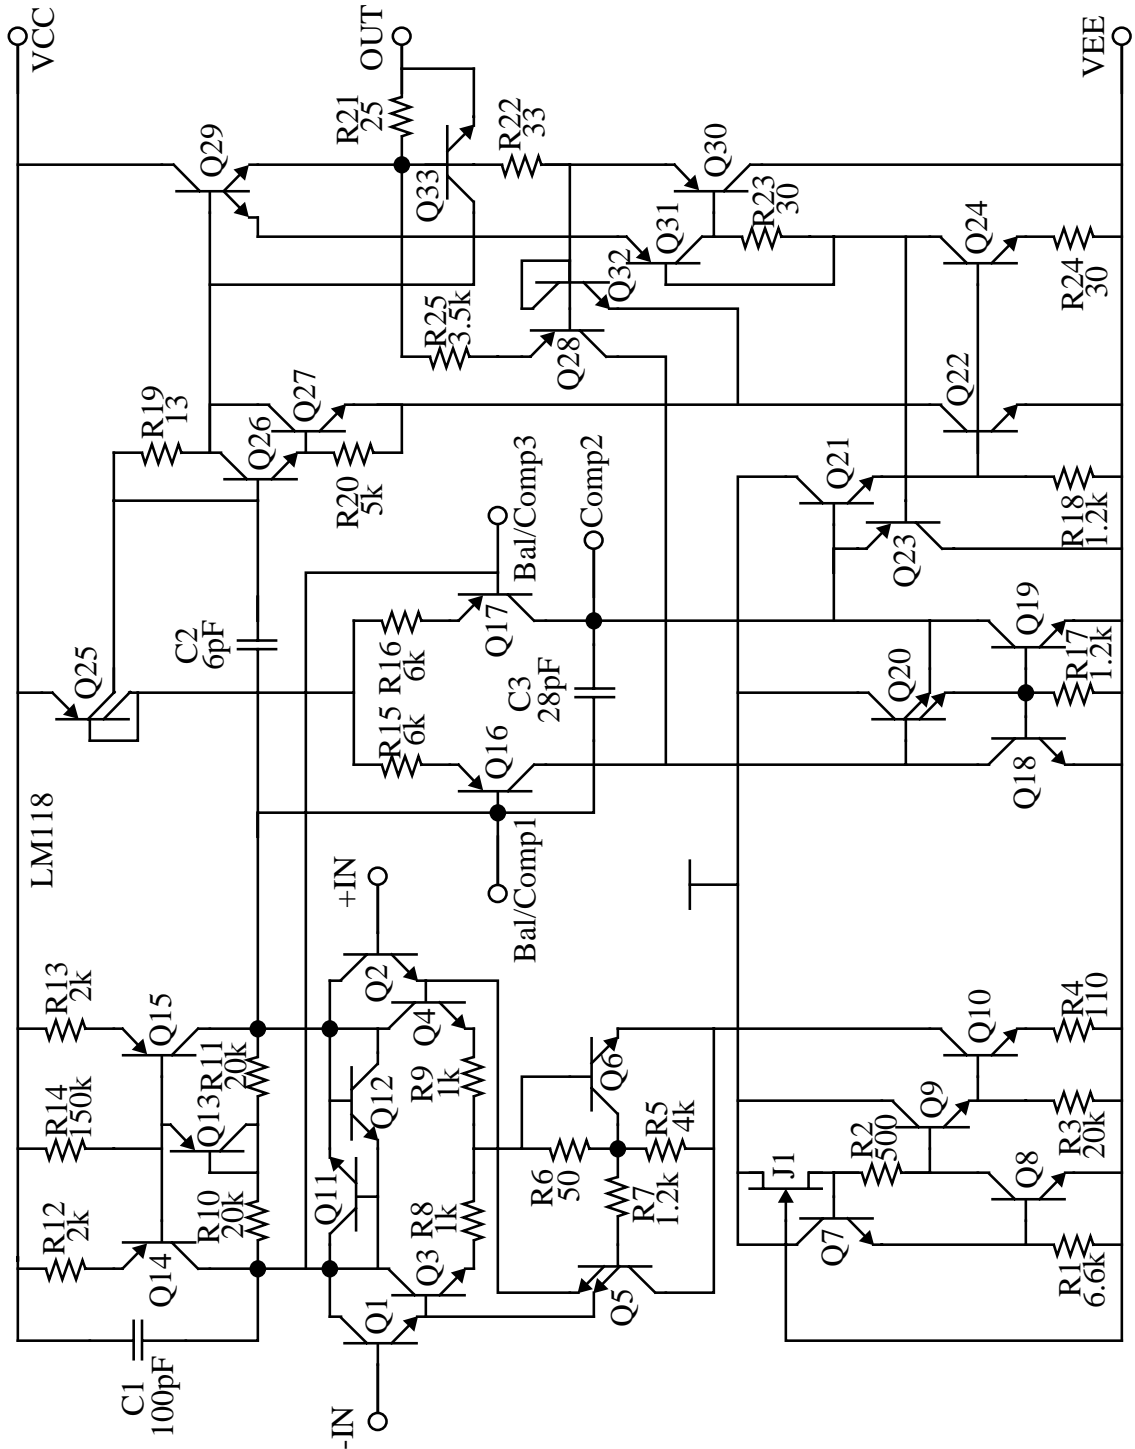 LM118
VCC
C1
100pF
R12
2k
R14
150k
R13
2k
Q25
R19
13
Q14
Q13
Q15
C2
6pF
Q29
R10
20k
R11
20k
Q26
Q27
-IN
+IN
R20
5k
R21
25
OUT
Q1
Q11
Q12
Q2
R15
6k
R16
6k
Q3
R8
1k
R9
1k
Q4
Q16
Q17
R25
3.5k
Q33
Bal/Comp1
C3
28pF
Bal/Comp3
R22
33
R6
50
Comp2
Q28
Q5
R7
1.2k
R5
4k
Q6
Q32
Q31
Q30
R23
30
J1
Q7
R2
500
Q9
Q20
Q23
Q21
Q22
Q24
Q8
Q10
Q18
Q19
R1
6.6k
R3
20k
R4
110
R17
1.2k
R18
1.2k
R24
30
VEE